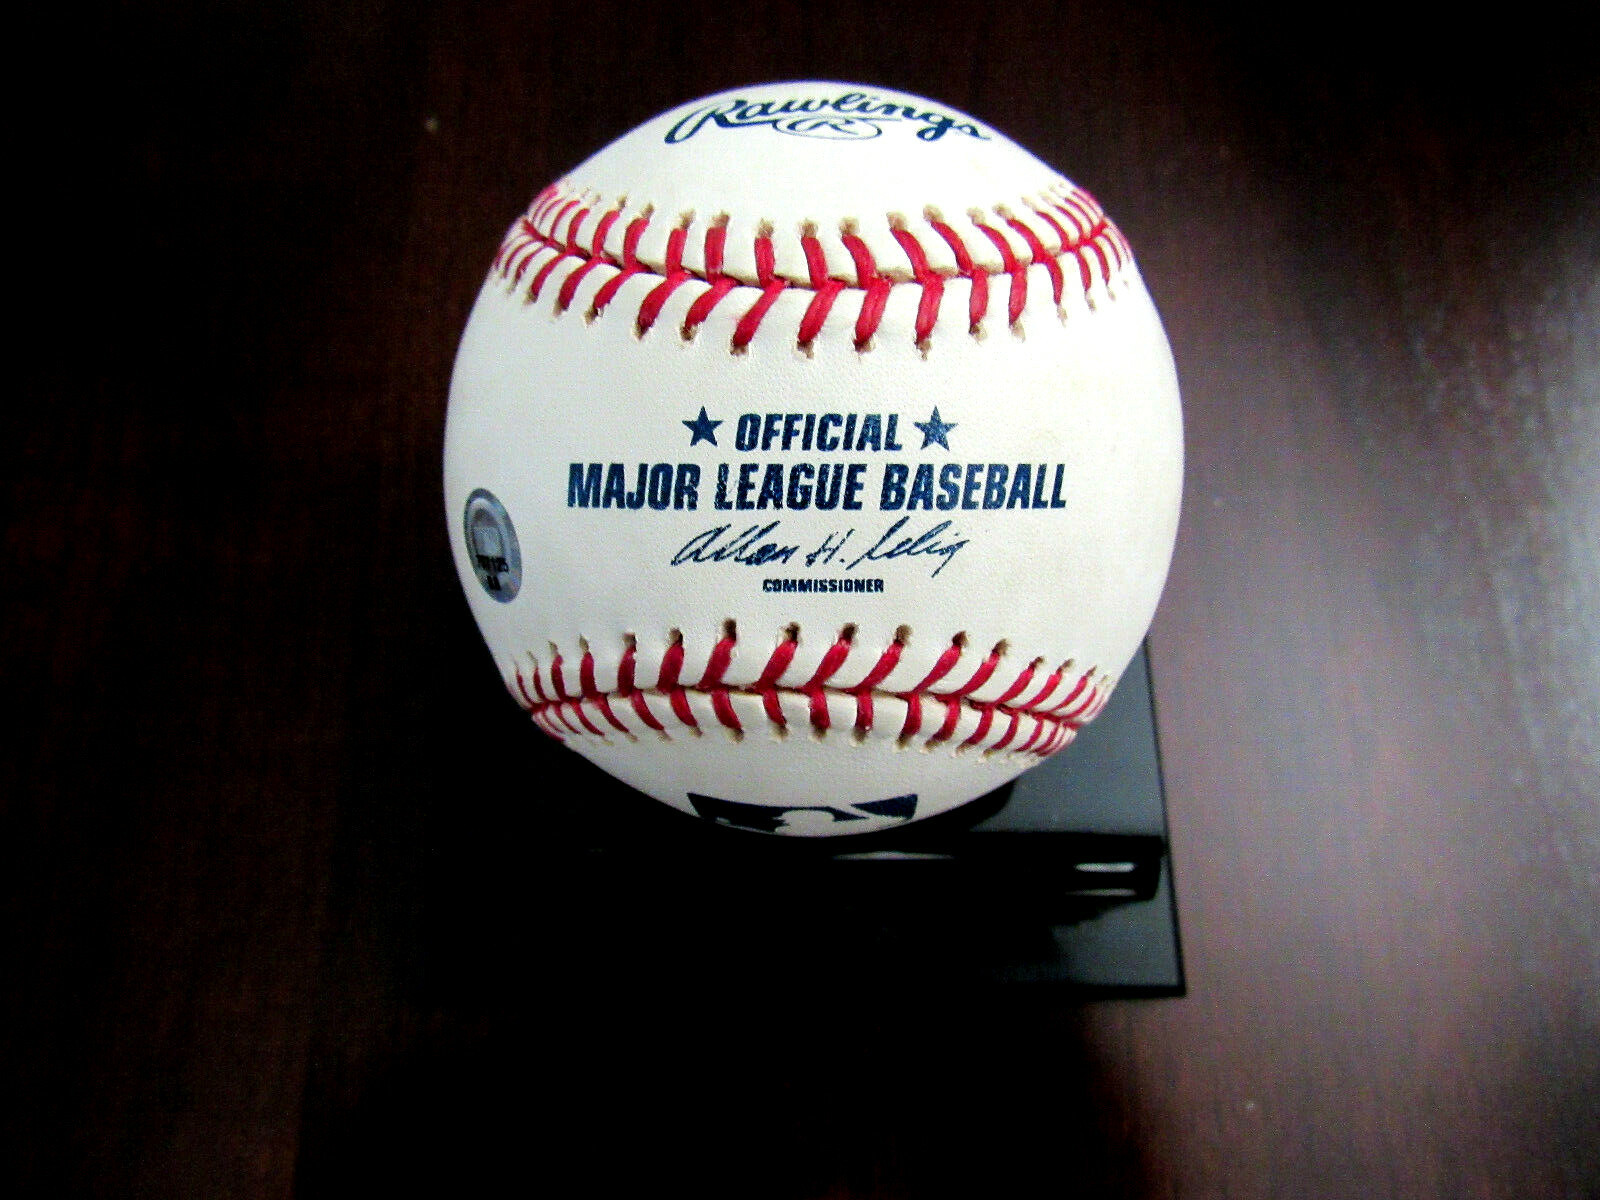 Rawlings
R
★ OFFICIAL ★
MAJOR LEAGUE BASEBALL
Allan H. Selig
COMMISSIONER